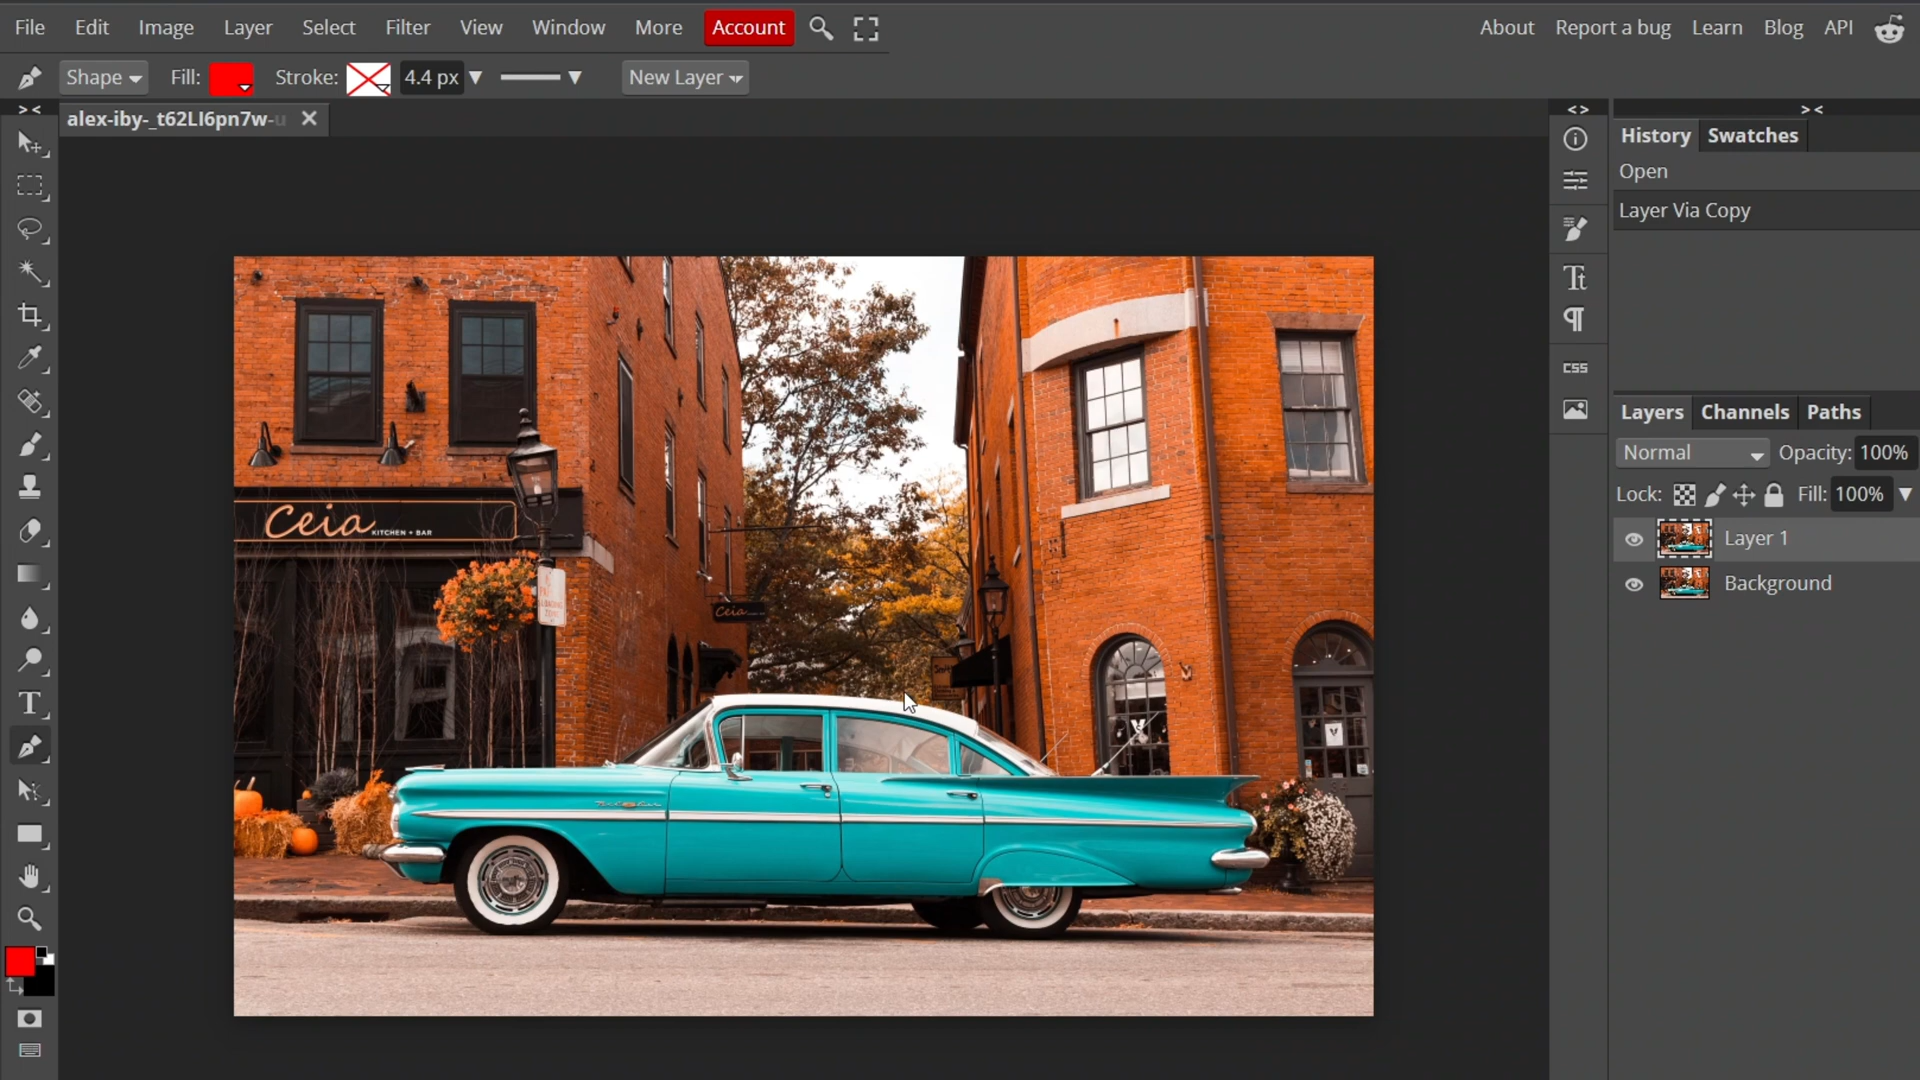 File Edit Image Layer Select Filter View Window More Account About Report a bug Learn Blog API
Shape Fill: Stroke: 4.4 px New Layer
alex-iby-_t62LI6pn7w-u
History Swatches
Open
Layer Via Copy
Tt
CSS
Layers Channels Paths
Normal Opacity: 100%
Lock: Fill: 100%
Layer 1
Background
Ceia KITCHEN + BAR
Ceia
T